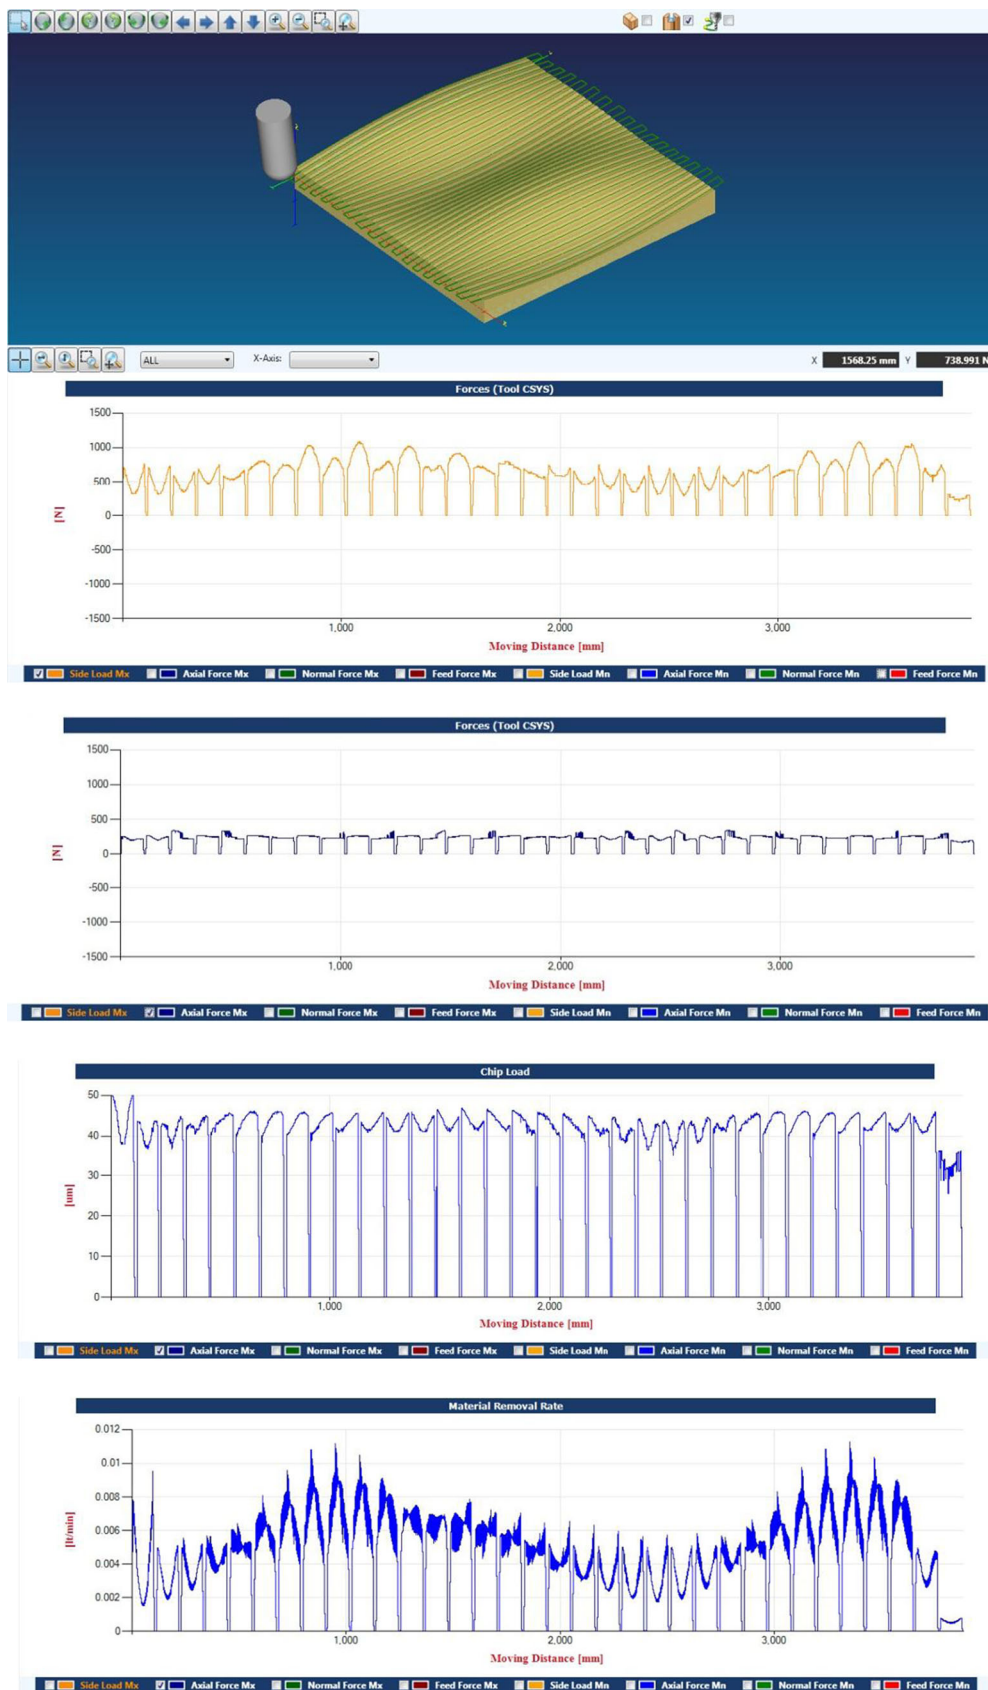 ALL X-Axis: X 1568.25 mm Y 738.991 N
Forces (Tool CSYS)
1500
1000
500
0
-500
-1000
-1500
[N]
1,000 2,000 3,000
Moving Distance [mm]
Side Load Mx Axial Force Mx Normal Force Mx Feed Force Mx Side Load Mn Axial Force Mn Normal Force Mn Feed Force Mn
Forces (Tool CSYS)
1500
1000
500
0
-500
-1000
-1500
[N]
1,000 2,000 3,000
Moving Distance [mm]
Side Load Mx Axial Force Mx Normal Force Mx Feed Force Mx Side Load Mn Axial Force Mn Normal Force Mn Feed Force Mn
Chip Load
50
40
30
20
10
0
[um]
1,000 2,000 3,000
Moving Distance [mm]
Side Load Mx Axial Force Mx Normal Force Mx Feed Force Mx Side Load Mn Axial Force Mn Normal Force Mn Feed Force Mn
Material Removal Rate
0.012
0.01
0.008
0.006
0.004
0.002
0
[lt/min]
1,000 2,000 3,000
Moving Distance [mm]
Side Load Mx Axial Force Mx Normal Force Mx Feed Force Mx Side Load Mn Axial Force Mn Normal Force Mn Feed Force Mn